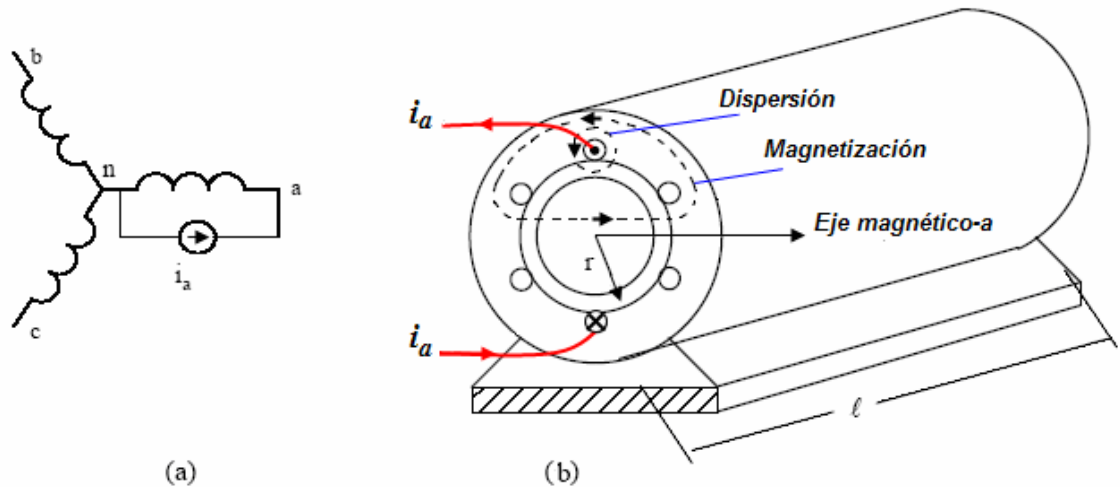 b
n
a
i_a
c
(a)
i_a
Dispersión
Magnetización
Eje magnético-a
r
i_a
ℓ
(b)